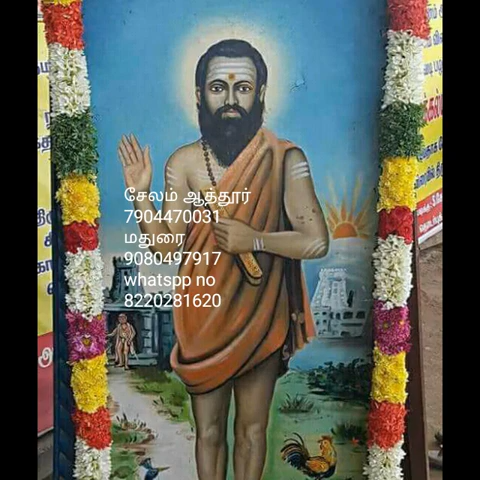 சேலம் ஆத்தூர்
7904470031
மதுரை
9080497917
whatspp no
8220281620